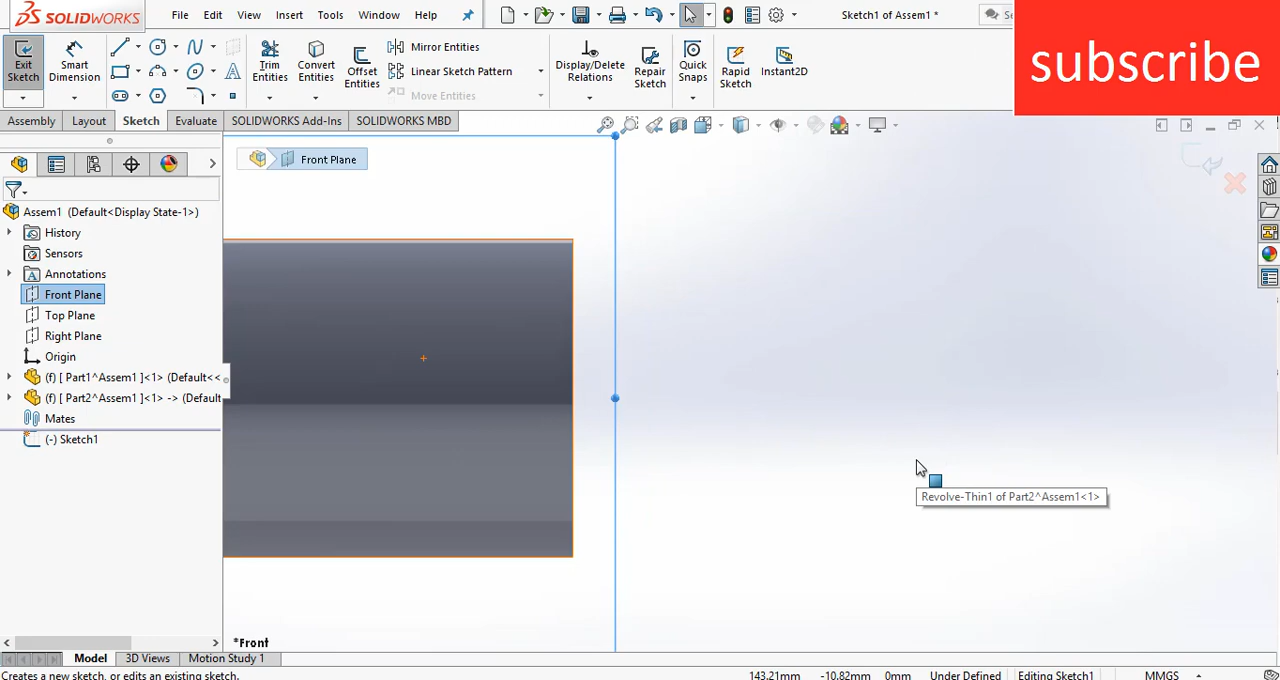 SOLIDWORKS
File Edit View Insert Tools Window Help
Sketch1 of Assem1 *
subscribe
Exit Sketch
Smart Dimension
Trim Entities
Convert Entities
Offset Entities
Mirror Entities
Linear Sketch Pattern
Move Entities
Display/Delete Relations
Repair Sketch
Quick Snaps
Rapid Sketch
Instant2D
Assembly Layout Sketch Evaluate SOLIDWORKS Add-Ins SOLIDWORKS MBD
Front Plane
Assem1 (Default<Display State-1>)
History
Sensors
Annotations
Front Plane
Top Plane
Right Plane
Origin
(f) [ Part1^Assem1 ]<1> (Default<<
(f) [ Part2^Assem1 ]<1> -> (Default
Mates
(-) Sketch1
Revolve-Thin1 of Part2^Assem1<1>
*Front
Model 3D Views Motion Study 1
Creates a new sketch, or edits an existing sketch.
143.21mm -10.82mm 0mm Under Defined Editing Sketch1 MMGS